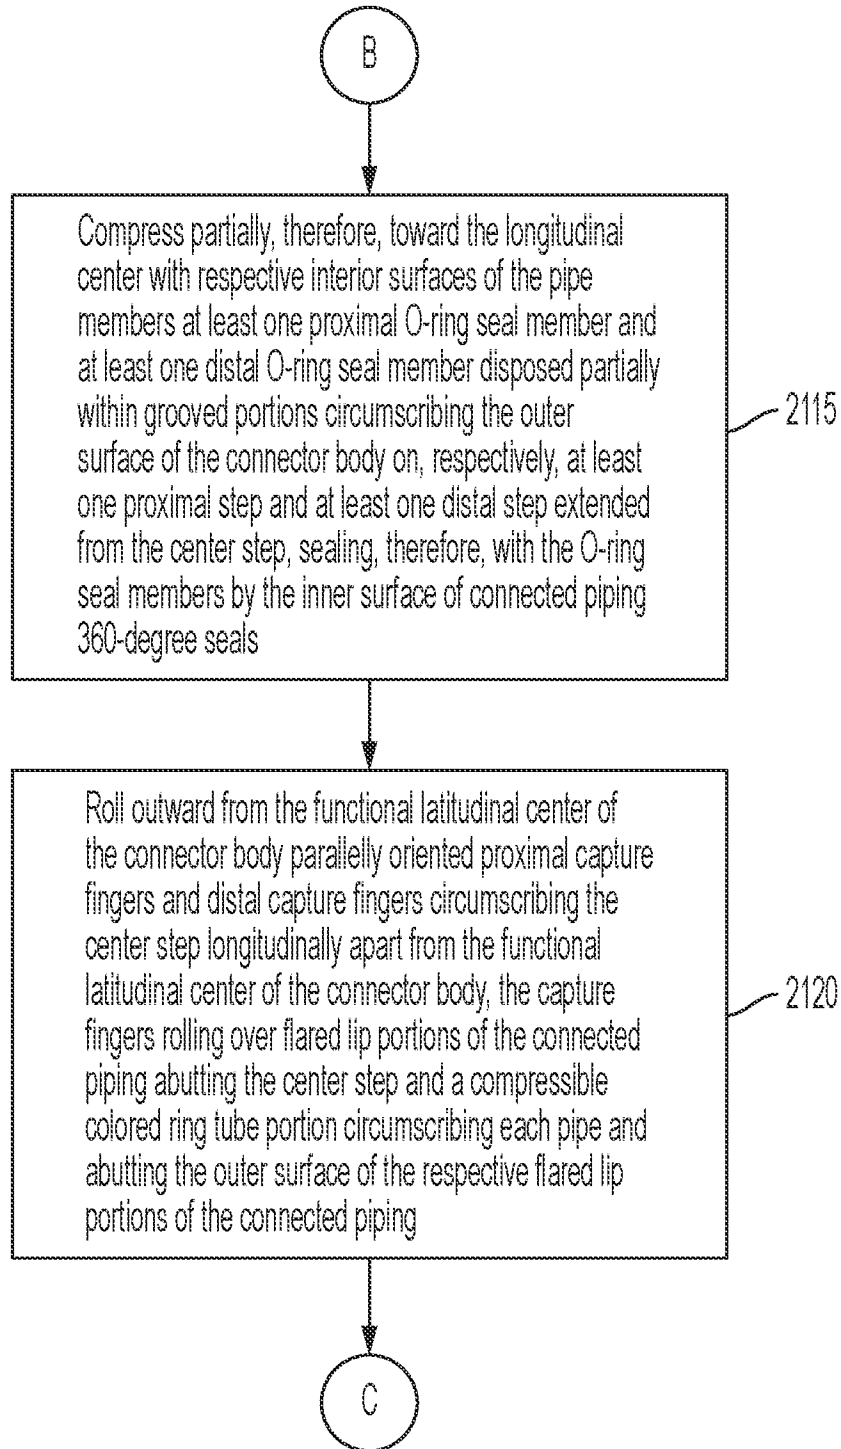 B
Compress partially, therefore, toward the longitudinal
center with respective interior surfaces of the pipe
members at least one proximal O-ring seal member and
at least one distal O-ring seal member disposed partially
within grooved portions circumscribing the outer
surface of the connector body on, respectively, at least
one proximal step and at least one distal step extended
from the center step, sealing, therefore, with the O-ring
seal members by the inner surface of connected piping
360-degree seals
2115
Roll outward from the functional latitudinal center of
the connector body parallelly oriented proximal capture
fingers and distal capture fingers circumscribing the
center step longitudinally apart from the functional
latitudinal center of the connector body, the capture
fingers rolling over flared lip portions of the connected
piping abutting the center step and a compressible
colored ring tube portion circumscribing each pipe and
abutting the outer surface of the respective flared lip
portions of the connected piping
2120
C